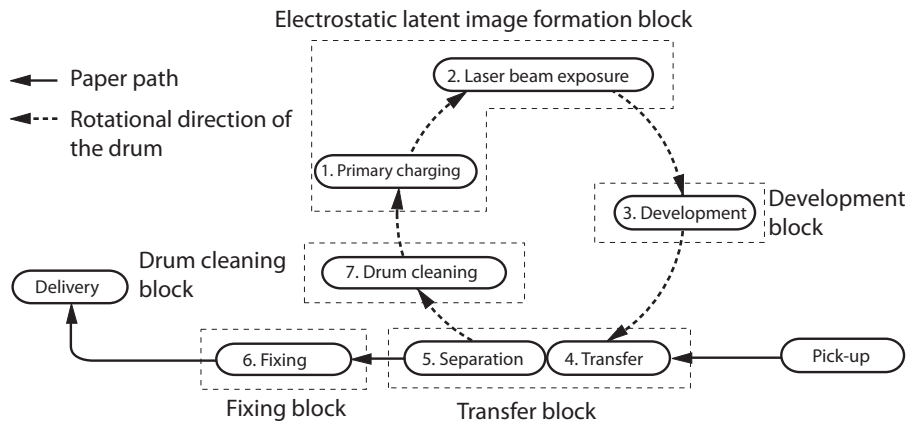 Electrostatic latent image formation block
Paper path
Rotational direction of
the drum
2. Laser beam exposure
1. Primary charging
3. Development
Development
block
7. Drum cleaning
Drum cleaning
block
Delivery
6. Fixing
5. Separation
4. Transfer
Pick-up
Fixing block
Transfer block